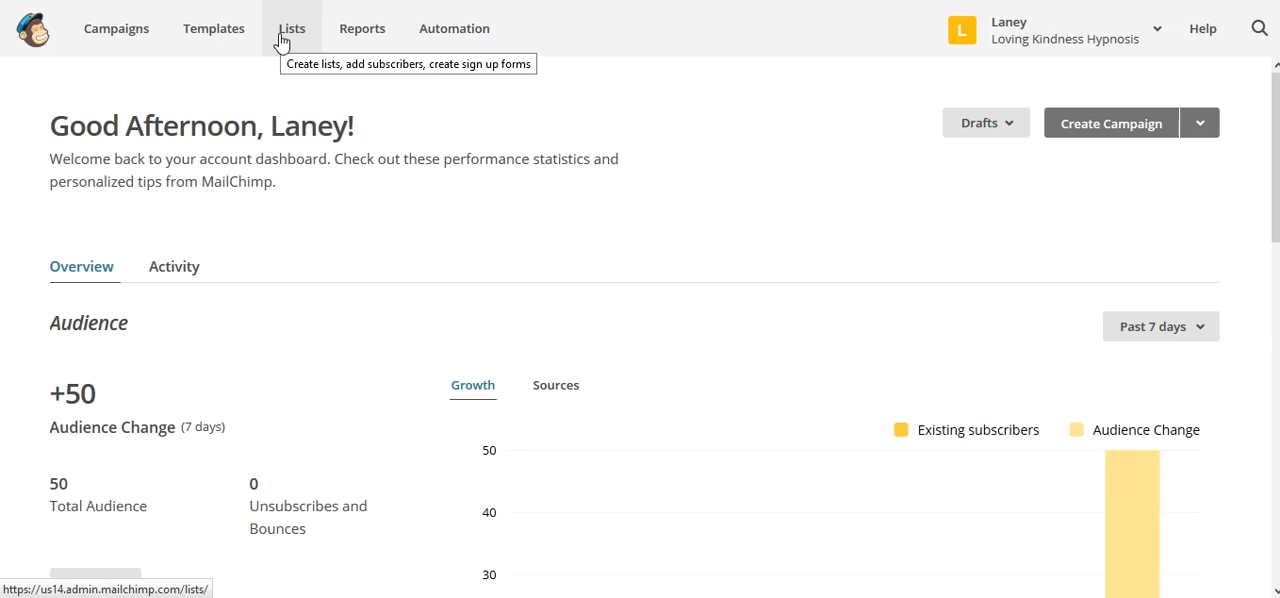 Campaigns Templates Lists Reports Automation
L Laney Help
Loving Kindness Hypnosis
Create lists, add subscribers, create sign up forms
Good Afternoon, Laney!
Drafts Create Campaign
Welcome back to your account dashboard. Check out these performance statistics and
personalized tips from MailChimp.
Overview Activity
Audience
Past 7 days
+50
Growth Sources
Audience Change (7 days)
Existing subscribers Audience Change
50
50 0
Total Audience Unsubscribes and
Bounces
40
30
https://us14.admin.mailchimp.com/lists/